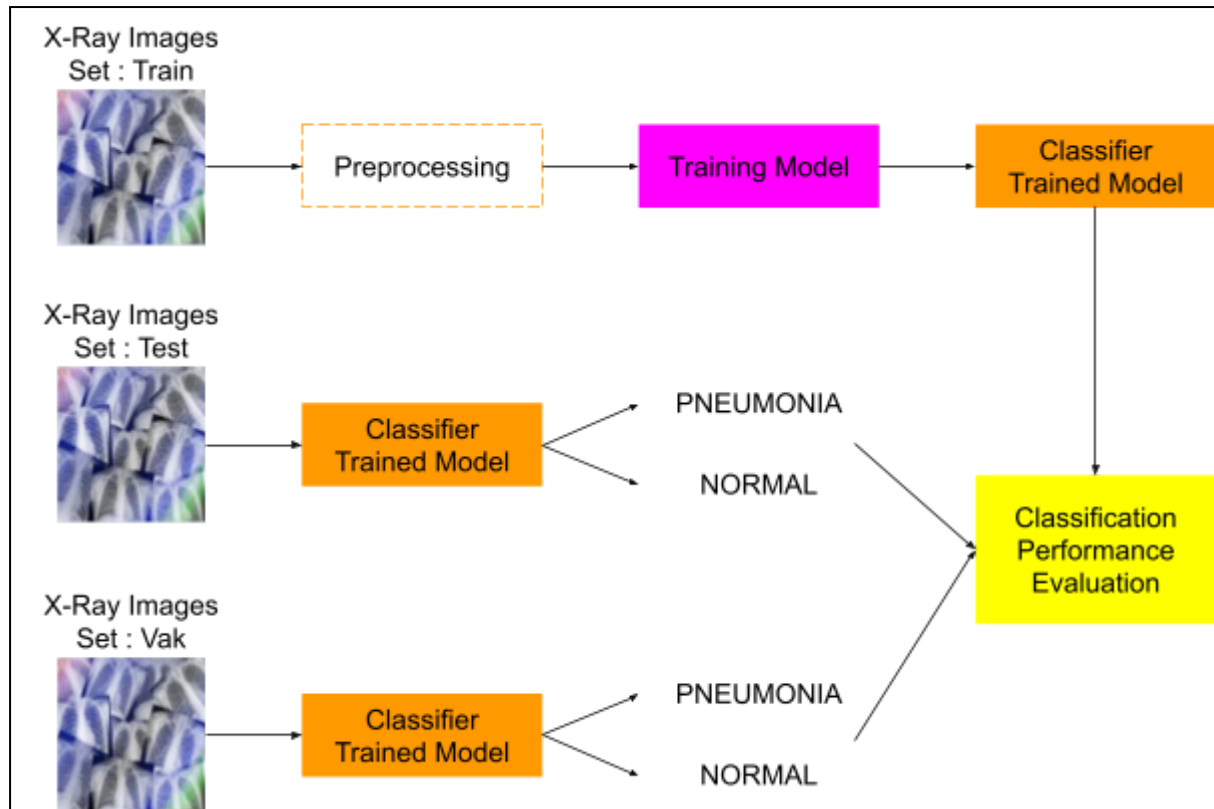 X-Ray Images
Set : Train
Preprocessing
Training Model
Classifier
Trained Model
X-Ray Images
Set : Test
Classifier
Trained Model
PNEUMONIA
NORMAL
Classification
Performance
Evaluation
X-Ray Images
Set : Vak
Classifier
Trained Model
PNEUMONIA
NORMAL